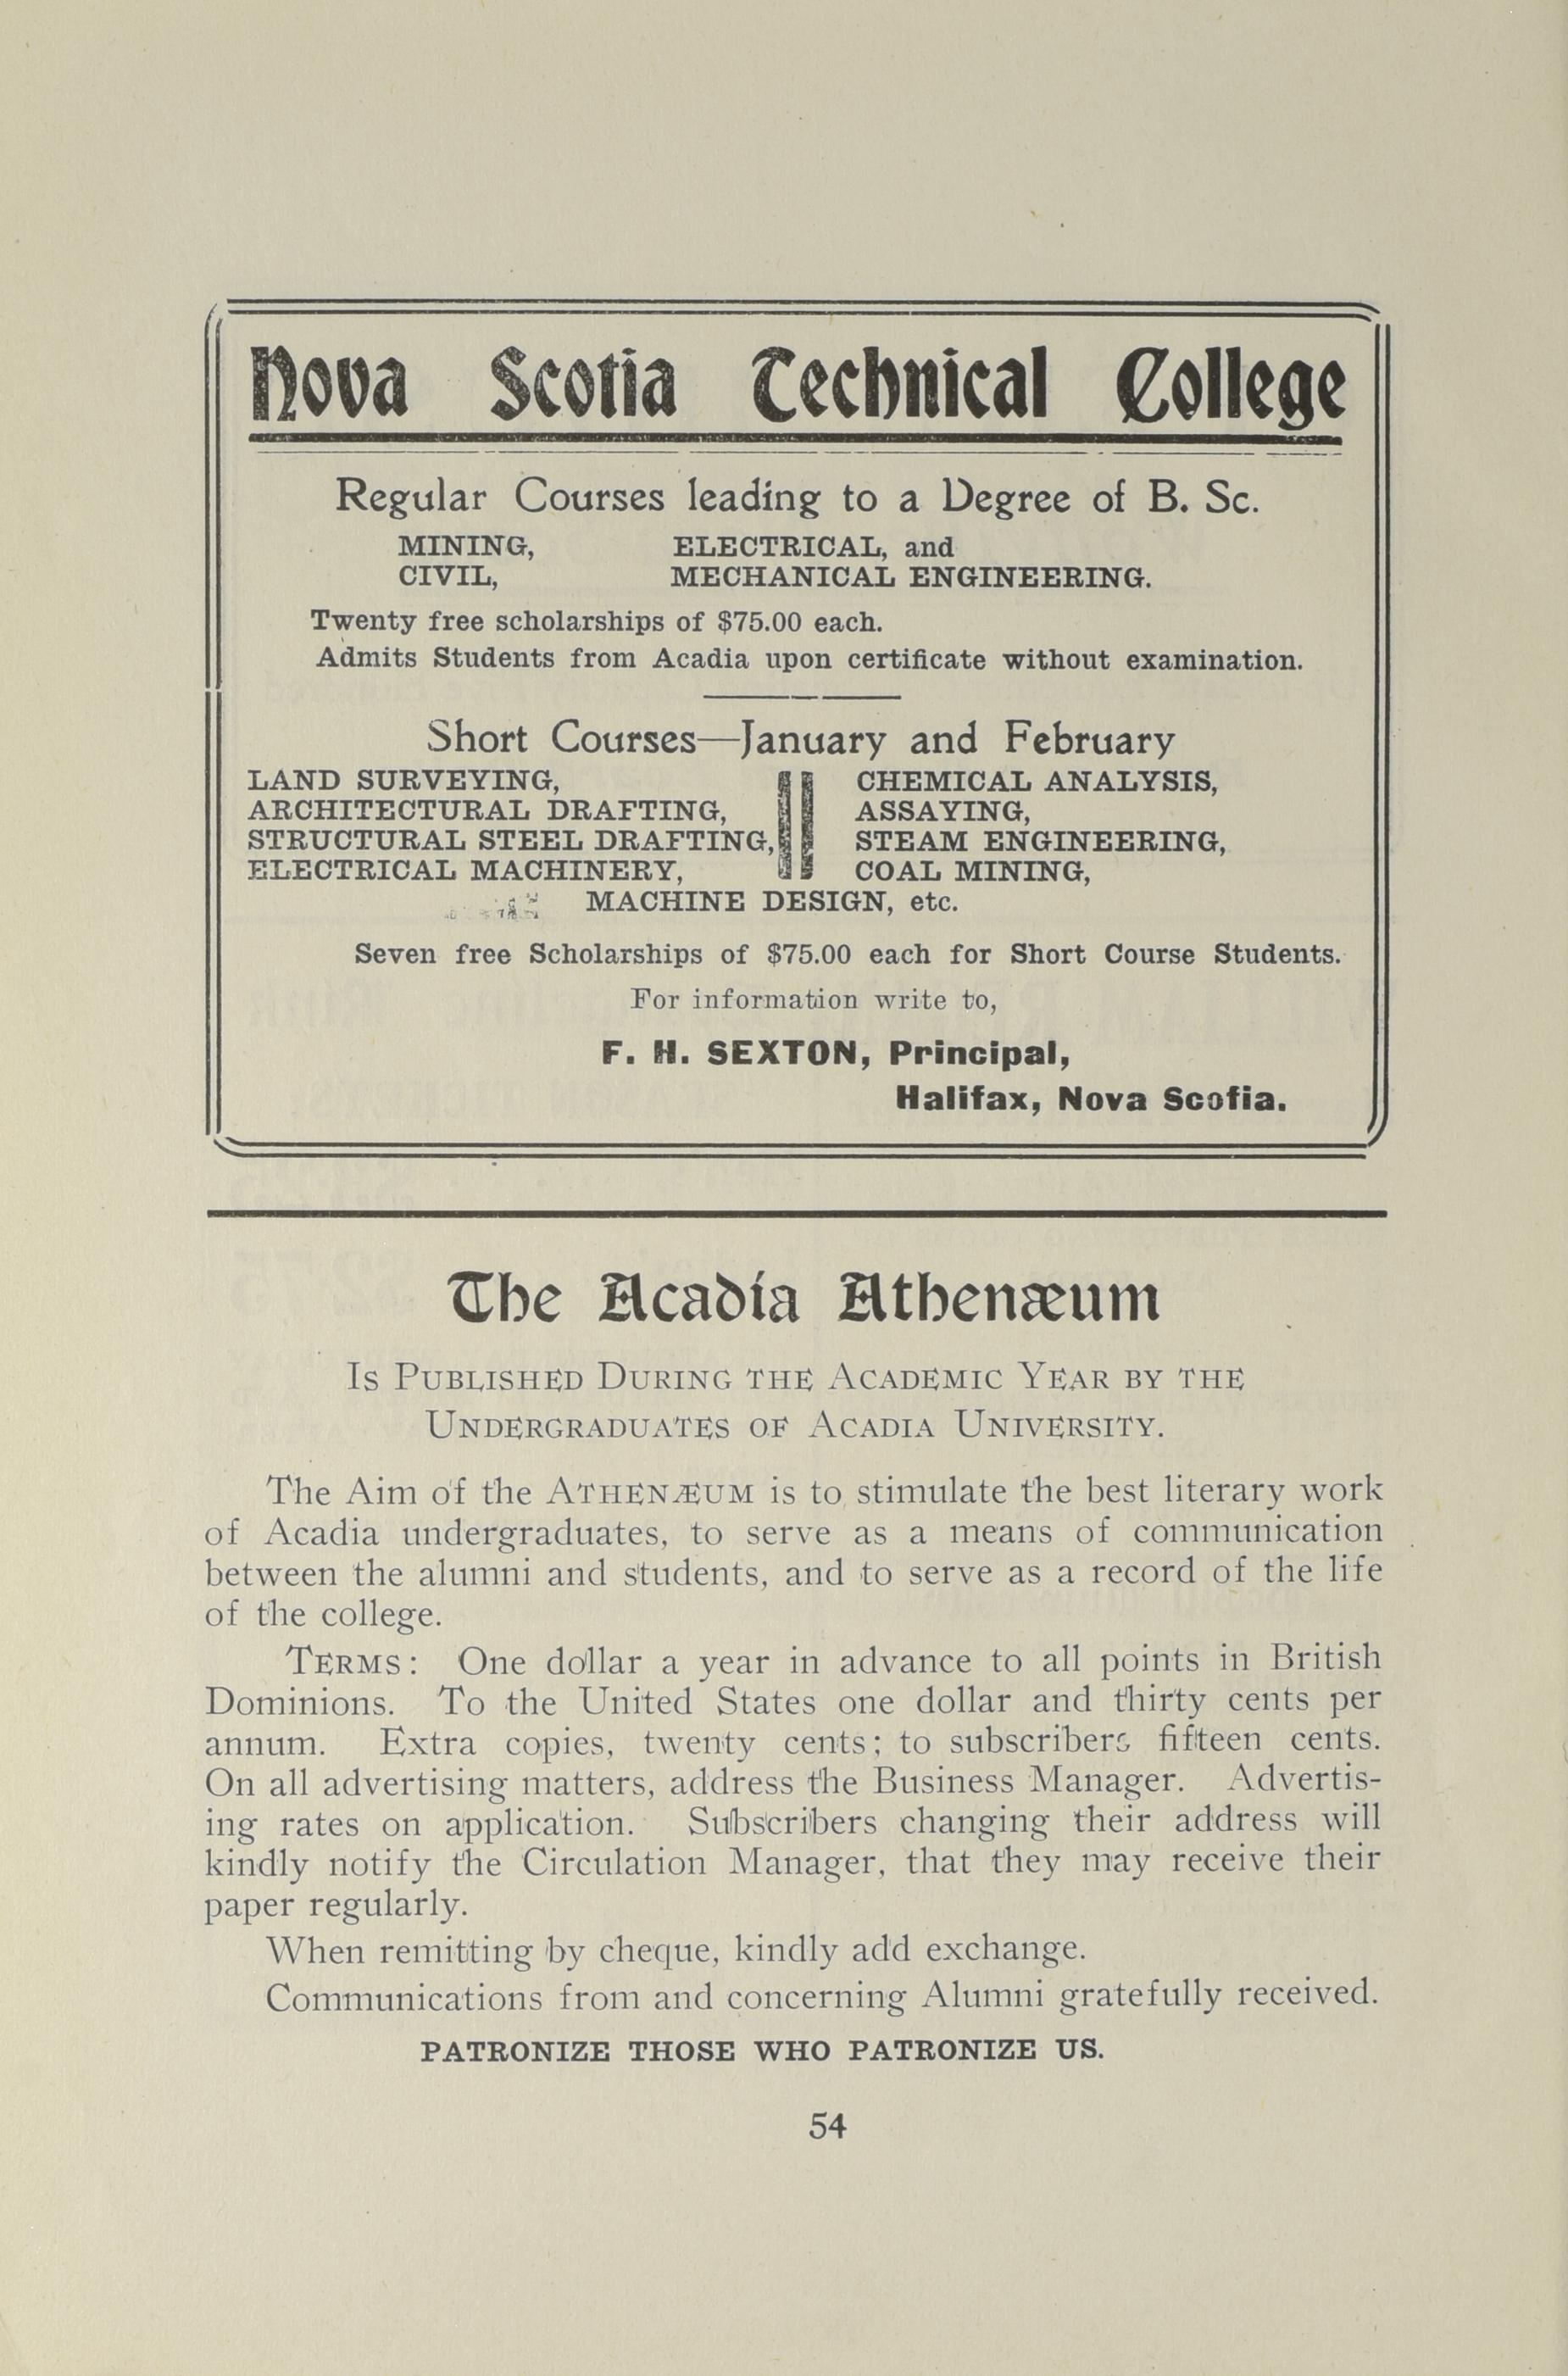 Nova Scotia Technical College
Regular Courses leading to a Degree of B. Sc.
MINING, ELECTRICAL, and
CIVIL, MECHANICAL ENGINEERING.
Twenty free scholarships of $75.00 each.
Admits Students from Acadia upon certificate without examination.
Short Courses—January and February
LAND SURVEYING, CHEMICAL ANALYSIS,
ARCHITECTURAL DRAFTING, ASSAYING,
STRUCTURAL STEEL DRAFTING, STEAM ENGINEERING,
ELECTRICAL MACHINERY, COAL MINING,
MACHINE DESIGN, etc.
Seven free Scholarships of $75.00 each for Short Course Students.
For information write to,
F. H. SEXTON, Principal,
Halifax, Nova Scotia.
The Acadia Athenæum
IS PUBLISHED DURING THE ACADEMIC YEAR BY THE
UNDERGRADUATES OF ACADIA UNIVERSITY.
The Aim of the ATHENÆUM is to stimulate the best literary work
of Acadia undergraduates, to serve as a means of communication
between the alumni and students, and to serve as a record of the life
of the college.
TERMS: One dollar a year in advance to all points in British
Dominions. To the United States one dollar and thirty cents per
annum. Extra copies, twenty cents; to subscribers fifteen cents.
On all advertising matters, address the Business Manager. Advertis-
ing rates on application. Subscribers changing their address will
kindly notify the Circulation Manager, that they may receive their
paper regularly.
When remitting by cheque, kindly add exchange.
Communications from and concerning Alumni gratefully received.
PATRONIZE THOSE WHO PATRONIZE US.
54